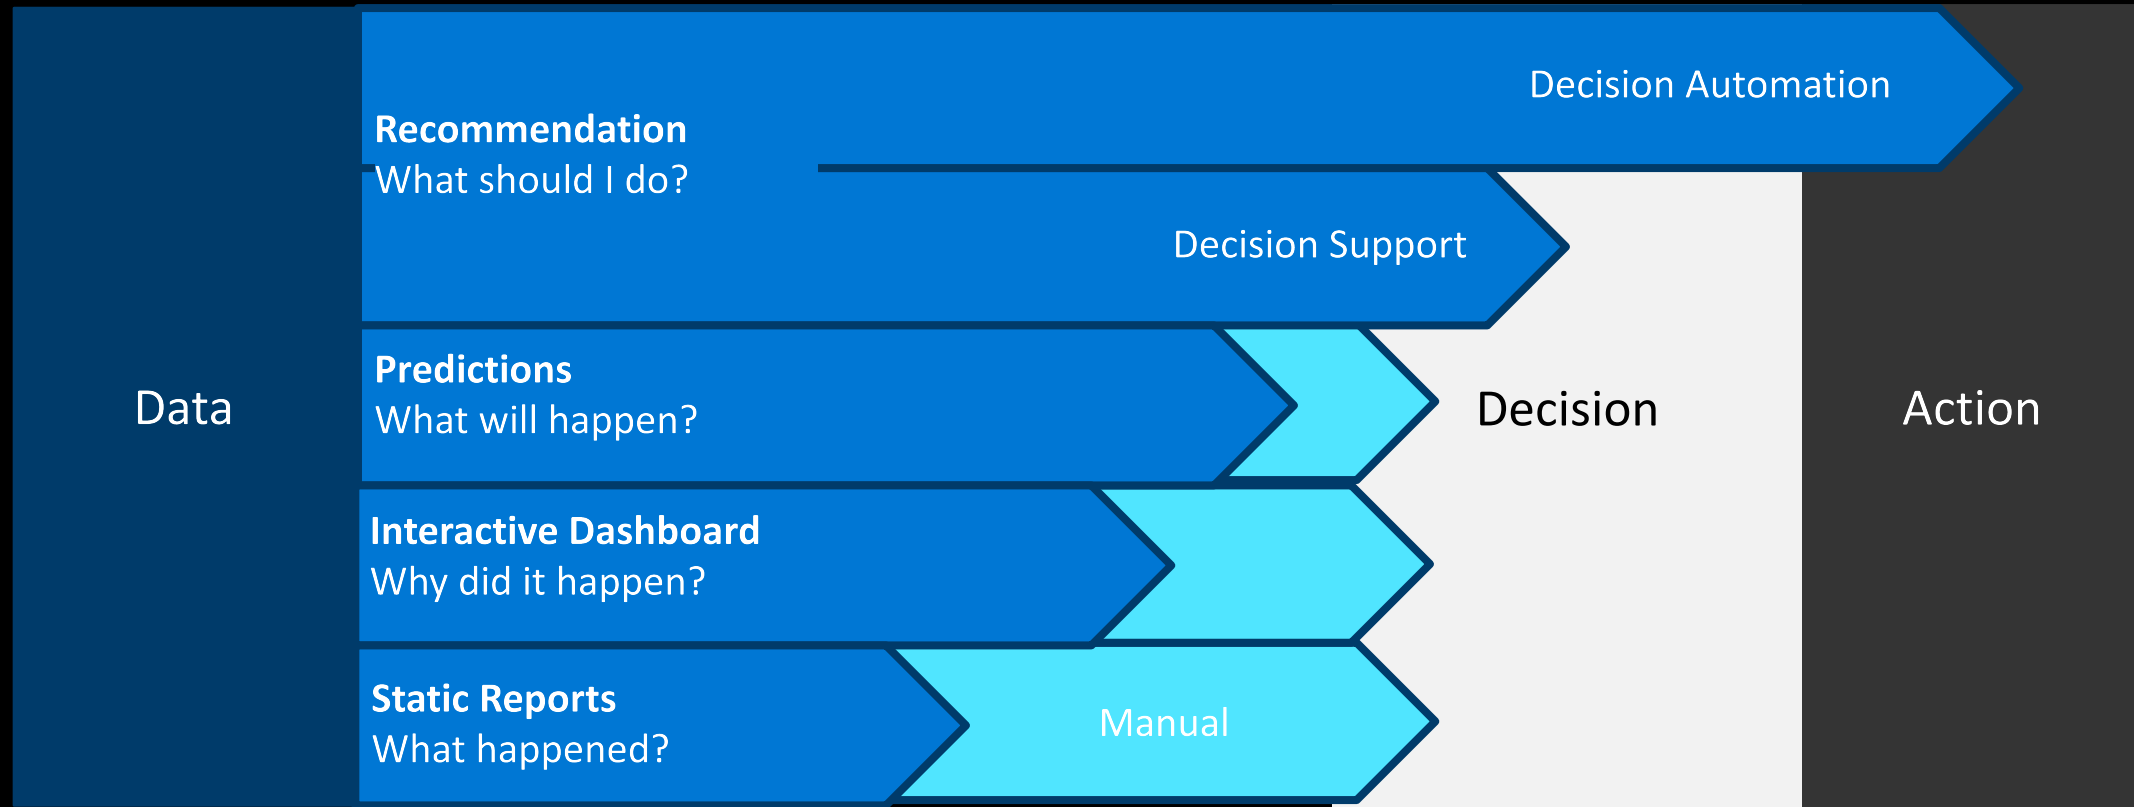 Decision Automation
Recommendation
What should I do?
Decision Support
Predictions
What will happen?
Data
Decision
Action
Interactive Dashboard
Why did it happen?
Static Reports
What happened?
Manual